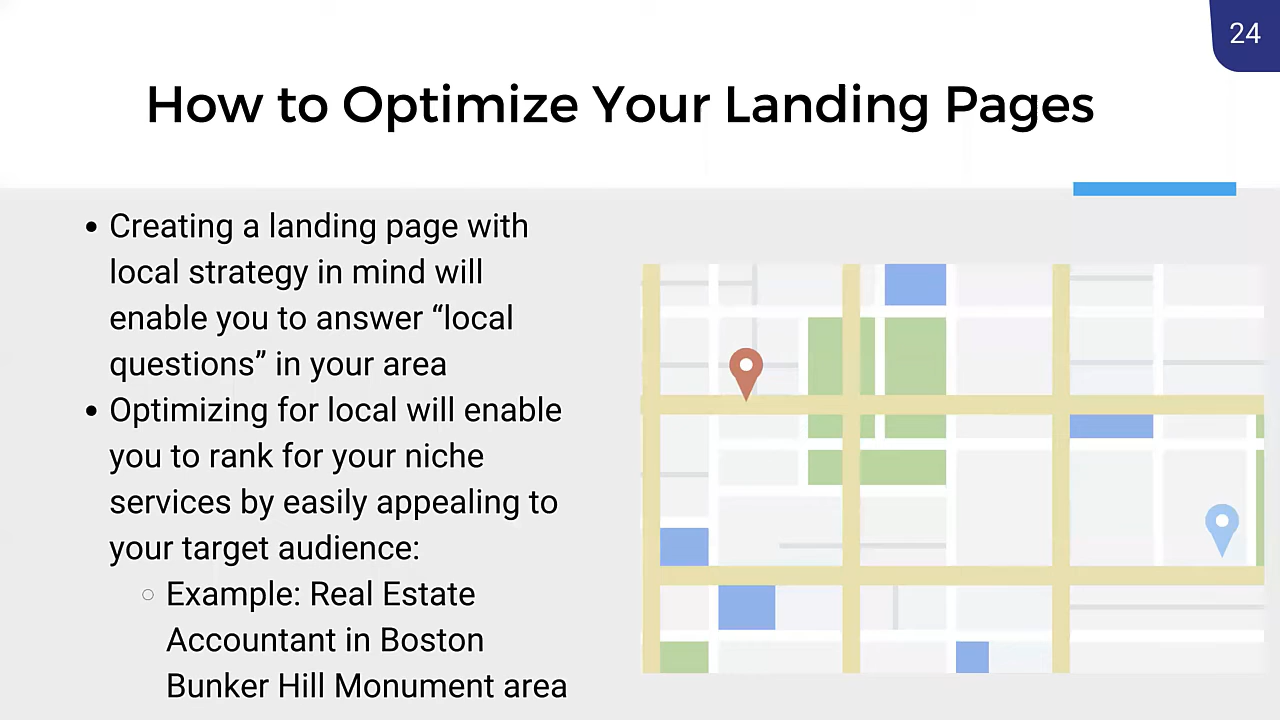 24
How to Optimize Your Landing Pages
• Creating a landing page with
local strategy in mind will
enable you to answer “local
questions” in your area
• Optimizing for local will enable
you to rank for your niche
services by easily appealing to
your target audience:
○ Example: Real Estate
Accountant in Boston
Bunker Hill Monument area